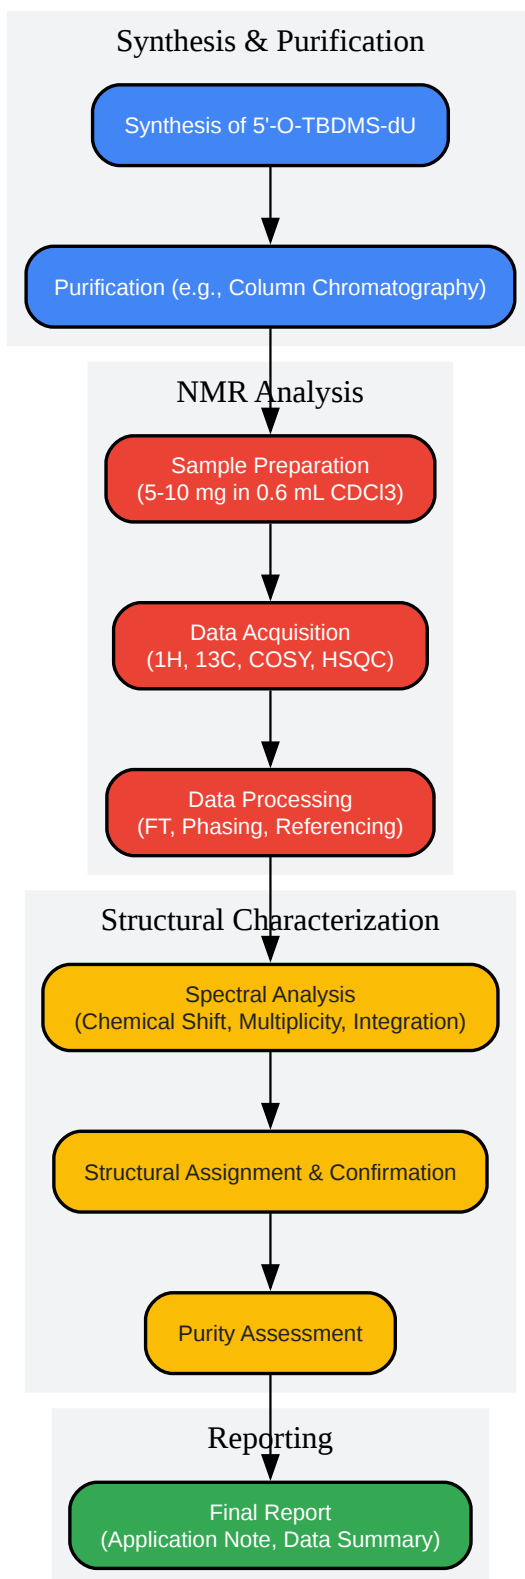 Synthesis & Purification
Synthesis of 5'-O-TBDMS-dU
Purification (e.g., Column Chromatography)
NMR Analysis
Sample Preparation
(5-10 mg in 0.6 mL CDCl3)
Data Acquisition
(1H, 13C, COSY, HSQC)
Data Processing
(FT, Phasing, Referencing)
Structural Characterization
Spectral Analysis
(Chemical Shift, Multiplicity, Integration)
Structural Assignment & Confirmation
Purity Assessment
Reporting
Final Report
(Application Note, Data Summary)